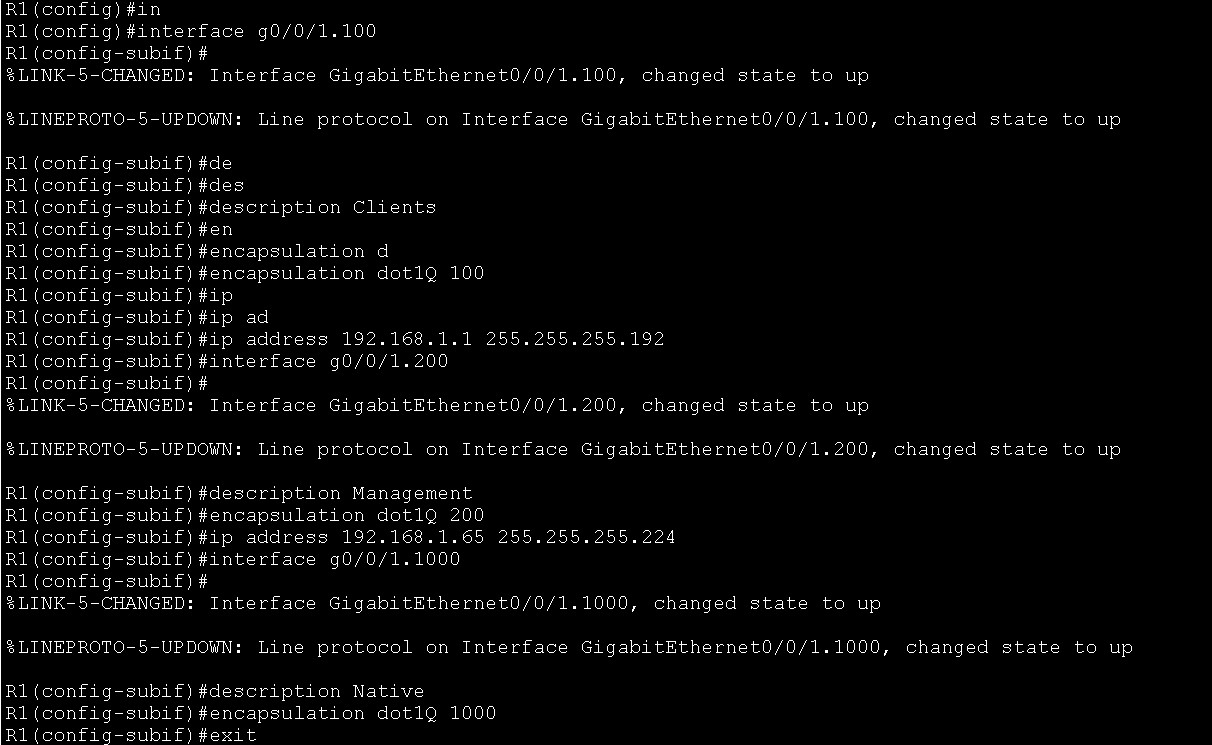 R1(config)#in
R1(config)#interface g0/0/1.100
R1(config-subif)#
%LINK-5-CHANGED: Interface GigabitEthernet0/0/1.100, changed state to up
%LINEPROTO-5-UPDOWN: Line protocol on Interface GigabitEthernet0/0/1.100, changed state to up
R1(config-subif)#de
R1(config-subif)#des
R1(config-subif)#description Clients
R1(config-subif)#en
R1(config-subif)#encapsulation d
R1(config-subif)#encapsulation dot1Q 100
R1(config-subif)#ip
R1(config-subif)#ip ad
R1(config-subif)#ip address 192.168.1.1 255.255.255.192
R1(config-subif)#interface g0/0/1.200
R1(config-subif)#
%LINK-5-CHANGED: Interface GigabitEthernet0/0/1.200, changed state to up
%LINEPROTO-5-UPDOWN: Line protocol on Interface GigabitEthernet0/0/1.200, changed state to up
R1(config-subif)#description Management
R1(config-subif)#encapsulation dot1Q 200
R1(config-subif)#ip address 192.168.1.65 255.255.255.224
R1(config-subif)#interface g0/0/1.1000
R1(config-subif)#
%LINK-5-CHANGED: Interface GigabitEthernet0/0/1.1000, changed state to up
%LINEPROTO-5-UPDOWN: Line protocol on Interface GigabitEthernet0/0/1.1000, changed state to up
R1(config-subif)#description Native
R1(config-subif)#encapsulation dot1Q 1000
R1(config-subif)#exit